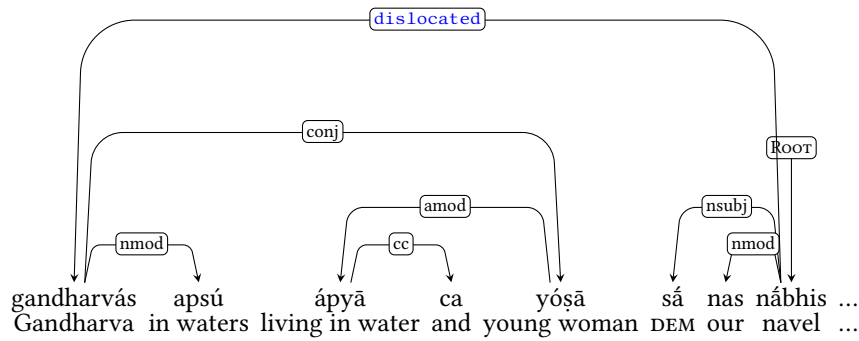 dislocated
conj
ROOT
amod
nsubj
nmod
cc
nmod
gandharvás apsú ápyā ca yóṣā sā́ nas nā́bhis ...
Gandharva in waters living in water and young woman DEM our navel ...